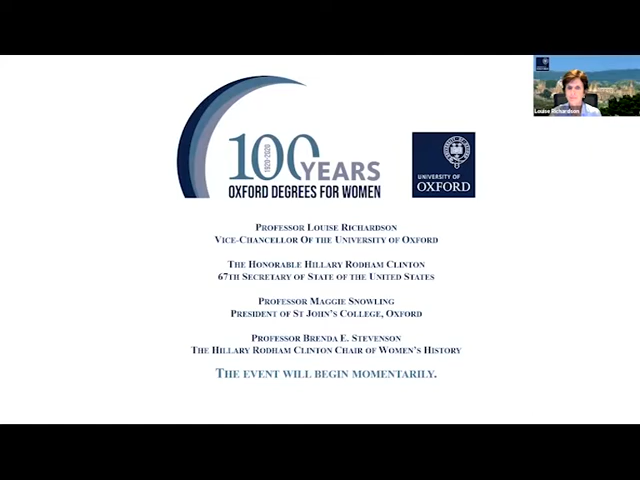 100 YEARS
1920-2020
OXFORD DEGREES FOR WOMEN
UNIVERSITY OF
OXFORD
PROFESSOR LOUISE RICHARDSON
VICE-CHANCELLOR OF THE UNIVERSITY OF OXFORD
THE HONORABLE HILLARY RODHAM CLINTON
67TH SECRETARY OF STATE OF THE UNITED STATES
PROFESSOR MAGGIE SNOWLING
PRESIDENT OF ST JOHN'S COLLEGE, OXFORD
PROFESSOR BRENDA E. STEVENSON
THE HILLARY RODHAM CLINTON CHAIR OF WOMEN'S HISTORY
THE EVENT WILL BEGIN MOMENTARILY.
Louise Richardson